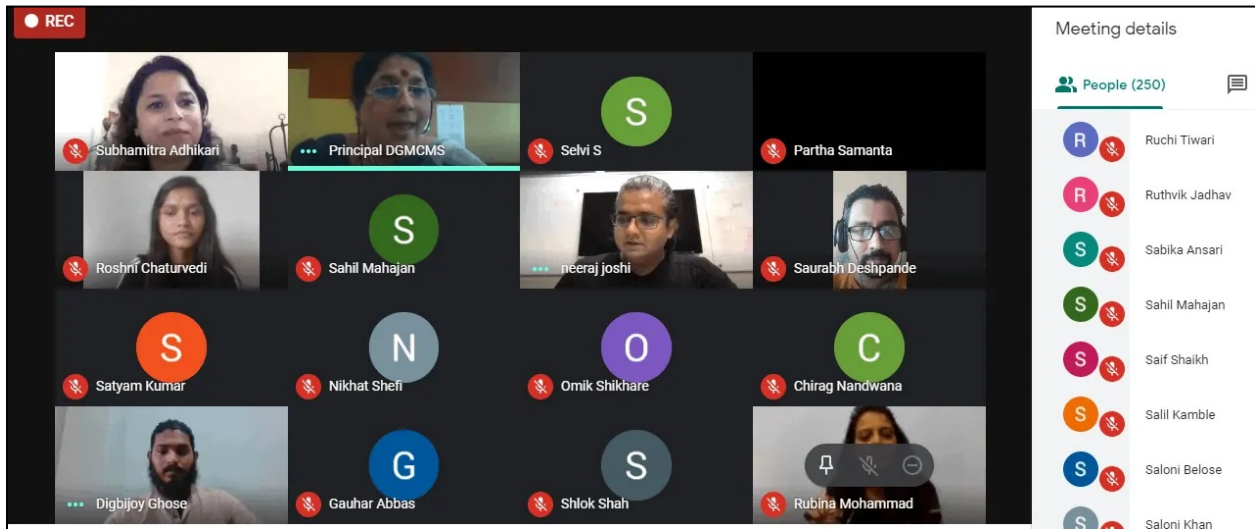 REC
Meeting details
People (250)
Subhamitra Adhikari
Principal DGMCMS
S
Selvi S
Partha Samanta
Roshni Chaturvedi
S
Sahil Mahajan
neeraj joshi
Saurabh Deshpande
S
Satyam Kumar
N
Nikhat Shefi
O
Omik Shikhare
C
Chirag Nandwana
Digbijoy Ghose
G
Gauhar Abbas
S
Shlok Shah
Rubina Mohammad
R
Ruchi Tiwari
R
Ruthvik Jadhav
S
Sabika Ansari
S
Sahil Mahajan
S
Saif Shaikh
S
Salil Kamble
S
Saloni Belose
S
Saloni Khan